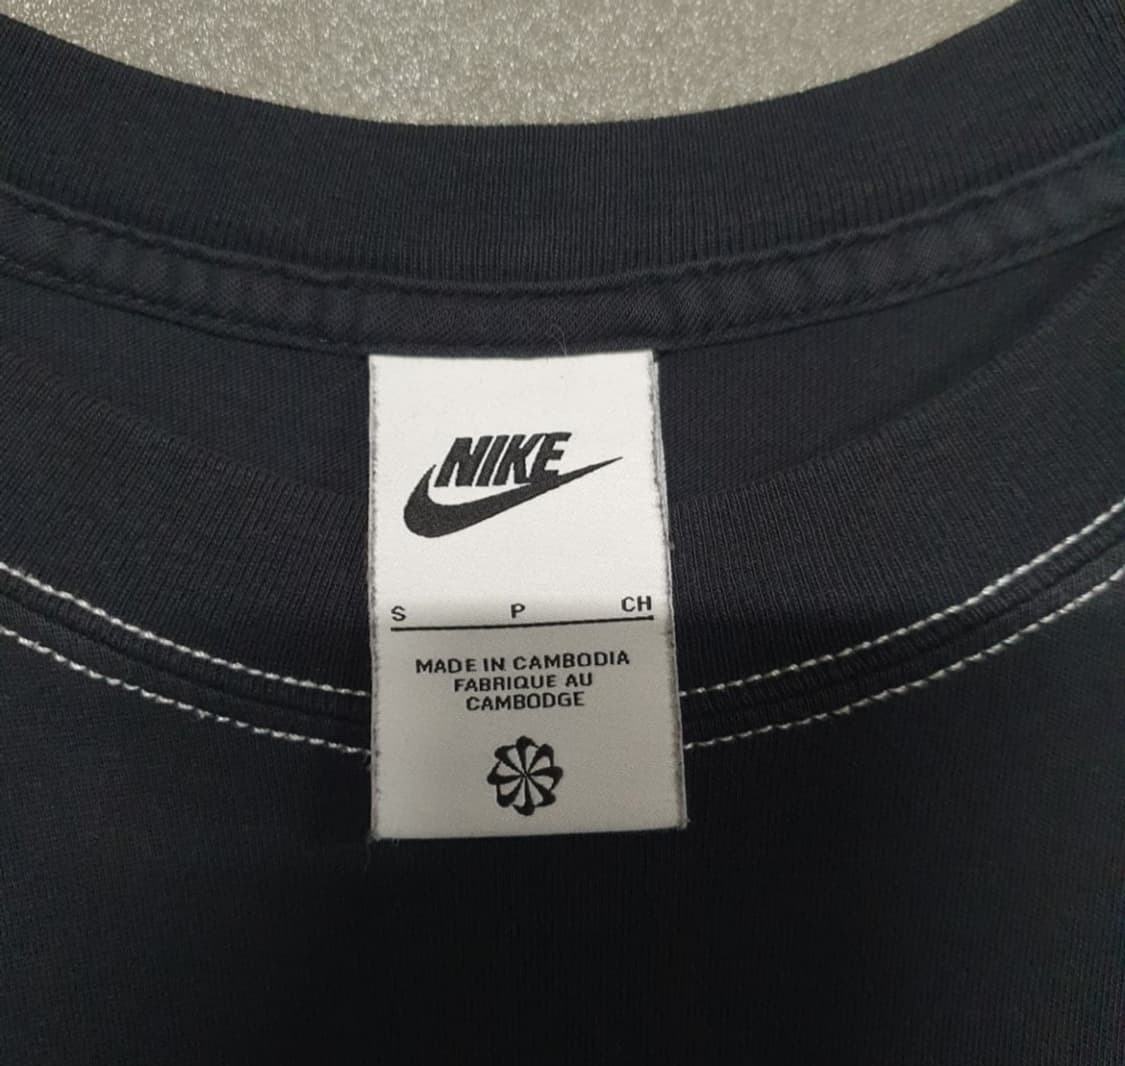 NIKE
S P CH
MADE IN CAMBODIA
FABRIQUE AU
CAMBODGE